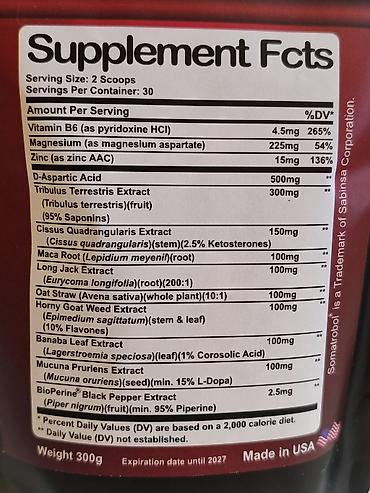 Supplement Fcts
Serving Size: 2 Scoops
Servings Per Container: 30
Amount Per Serving %DV*
Vitamin B6 (as pyridoxine HCl) 4.5mg 265%
Magnesium (as magnesium aspartate) 225mg 54%
Zinc (as zinc AAC) 15mg 136%
D-Aspartic Acid 500mg **
Tribulus Terrestris Extract 300mg **
(Tribulus terrestris)(fruit)
(95% Saponins)
Cissus Quadrangularis Extract 150mg **
(Cissus quadrangularis)(stem)(2.5% Ketosterones)
Maca Root (Lepidium meyenii)(root) 100mg **
Long Jack Extract 100mg **
(Eurycoma longifolia)(root)(200:1)
Oat Straw (Avena sativa)(whole plant)(10:1) 100mg **
Horny Goat Weed Extract 100mg **
(Epimedium sagittatum)(stem & leaf)
(10% Flavones)
Banaba Leaf Extract 100mg **
(Lagerstroemia speciosa)(leaf)(1% Corosolic Acid)
Mucuna Pruriens Extract 100mg **
(Mucuna oruriens)(seed)(min. 15% L-Dopa)
BioPerine® Black Pepper Extract 2.5mg **
(Piper nigrum)(fruit)(min. 95% Piperine)
* Percent Daily Values (DV) are based on a 2,000 calorie diet.
** Daily Value (DV) not established.
Weight 300g Expiration date until 2027 Made in USA
Somatrobol® is a Trademark of Sabinsa Corporation.